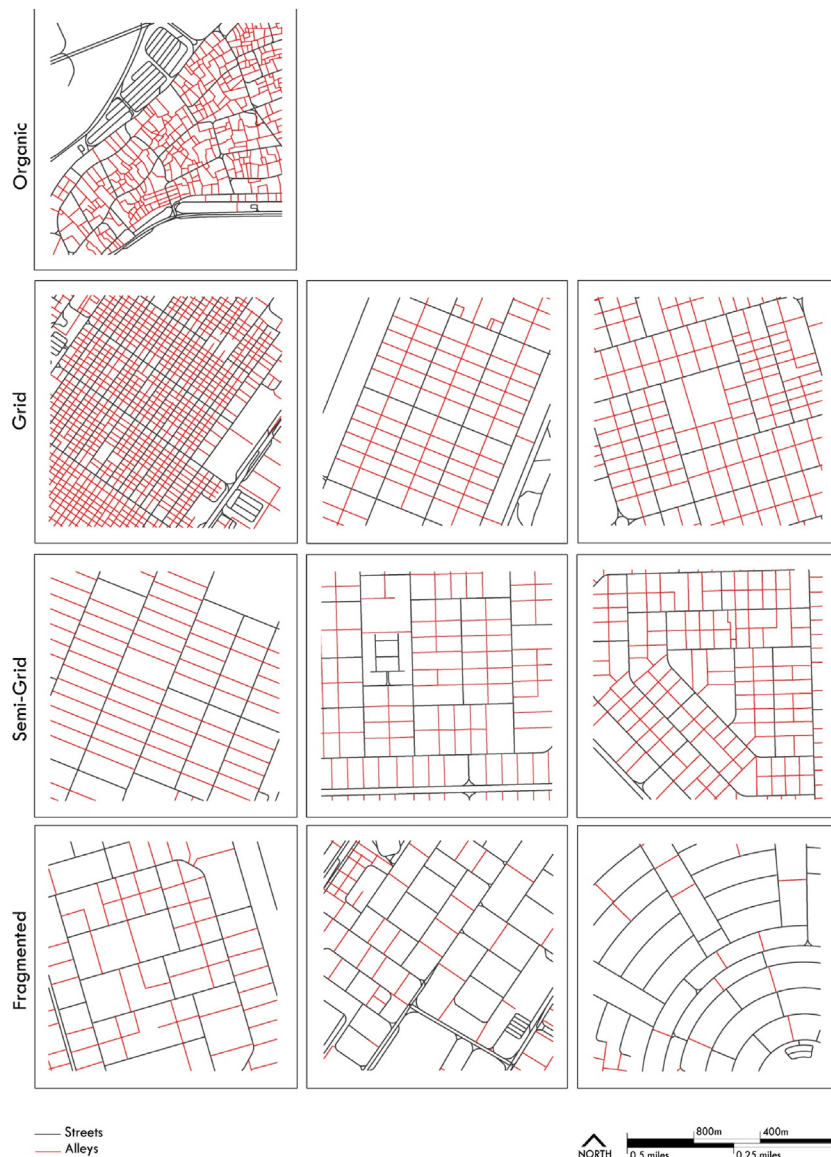 Organic
Grid
Semi-Grid
Fragmented
Streets
Alleys
NORTH
800m 400m
0.5 miles 0.25 miles